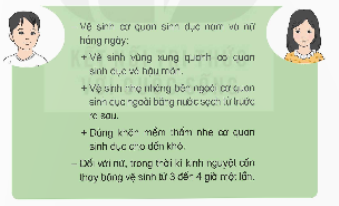 Vệ sinh cơ quan sinh dục nam và nữ
hàng ngày:
+ Vệ sinh vùng xung quanh cơ quan
sinh dục và hậu môn.
+ Vệ sinh nhẹ nhàng bên ngoài cơ quan
sinh dục ngoài bằng nước sạch từ trước
ra sau.
+ Dùng khăn mềm thấm nhẹ cơ quan
sinh dục cho đến khô.
– Đối với nữ, trong thời kì kinh nguyệt cần
thay băng vệ sinh từ 3 đến 4 giờ một lần.